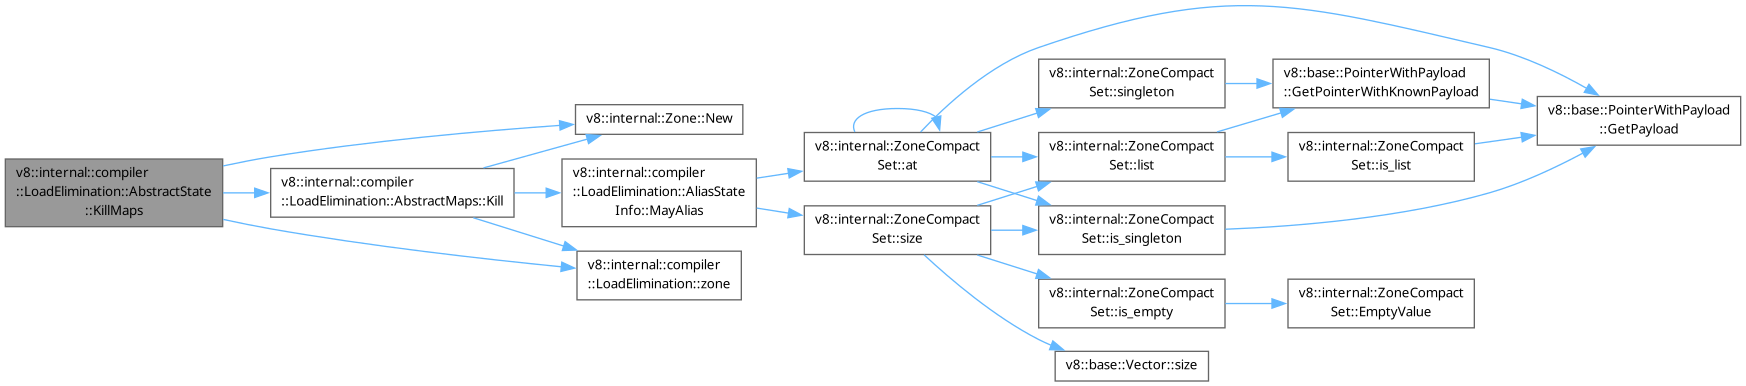 v8::internal::compiler
::LoadElimination::AbstractState
::KillMaps
v8::internal::compiler
::LoadElimination::AbstractMaps::Kill
v8::internal::Zone::New
v8::internal::compiler
::LoadElimination::AliasState
Info::MayAlias
v8::internal::compiler
::LoadElimination::zone
v8::internal::ZoneCompact
Set::at
v8::internal::ZoneCompact
Set::size
v8::internal::ZoneCompact
Set::singleton
v8::internal::ZoneCompact
Set::list
v8::internal::ZoneCompact
Set::is_singleton
v8::internal::ZoneCompact
Set::is_empty
v8::base::Vector::size
v8::base::PointerWithPayload
::GetPointerWithKnownPayload
v8::internal::ZoneCompact
Set::is_list
v8::internal::ZoneCompact
Set::EmptyValue
v8::base::PointerWithPayload
::GetPayload